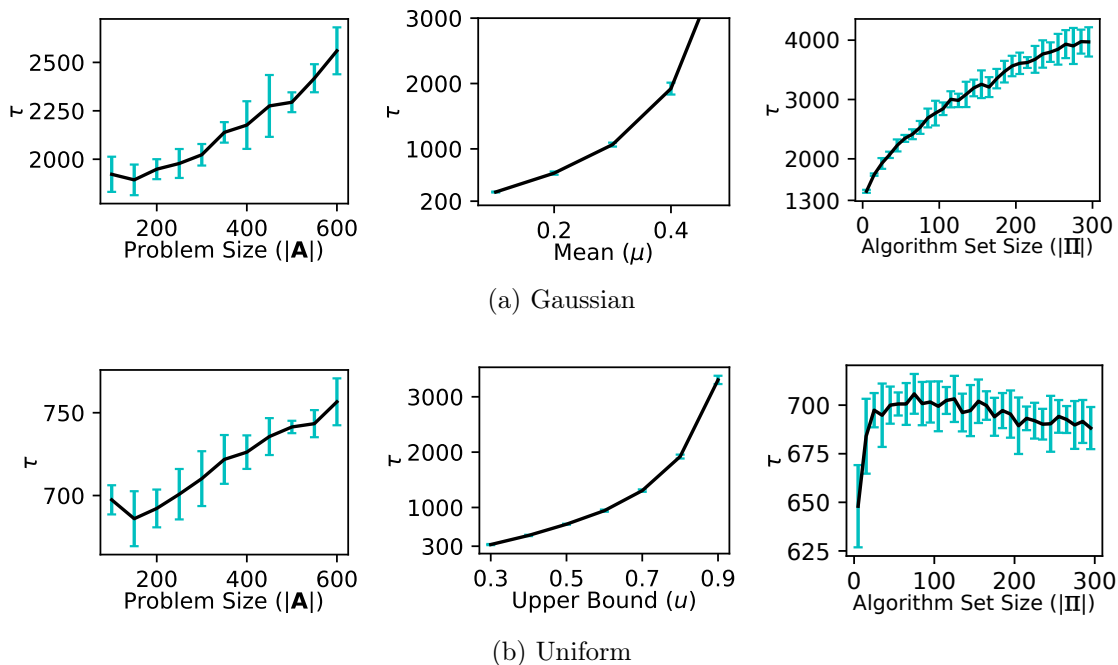 2500
2250
2000
τ
200 400 600
Problem Size (|A|)
3000
2000
1000
200
τ
0.2 0.4
Mean (μ)
4000
3000
2000
1300
τ
0 100 200 300
Algorithm Set Size (|Π|)
(a) Gaussian
750
700
τ
200 400 600
Problem Size (|A|)
3000
2000
1000
300
τ
0.3 0.5 0.7 0.9
Upper Bound (u)
700
675
650
625
τ
0 100 200 300
Algorithm Set Size (|Π|)
(b) Uniform